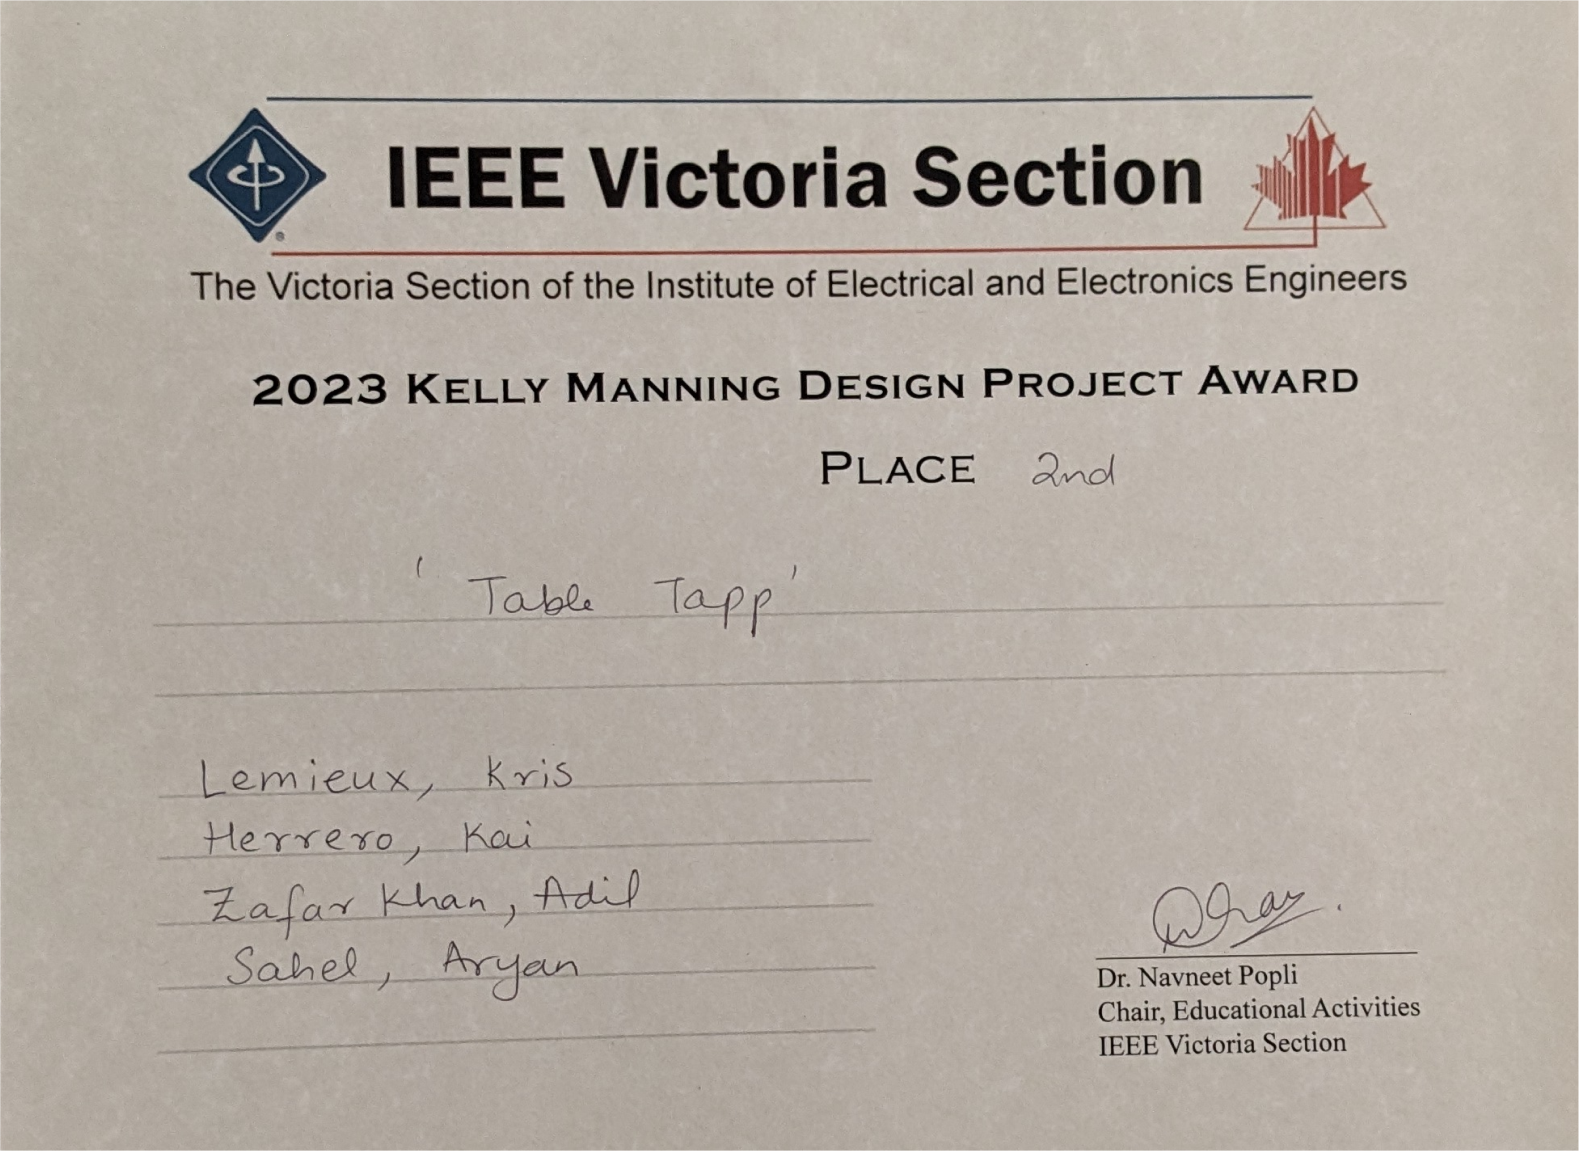 IEEE Victoria Section
The Victoria Section of the Institute of Electrical and Electronics Engineers
2023 KELLY MANNING DESIGN PROJECT AWARD
PLACE 2nd
' Table Tapp '
Lemieux, Kris
Herrero, Kai
Zafar Khan, Adil
Sahel, Aryan
Dr. Navneet Popli
Chair, Educational Activities
IEEE Victoria Section